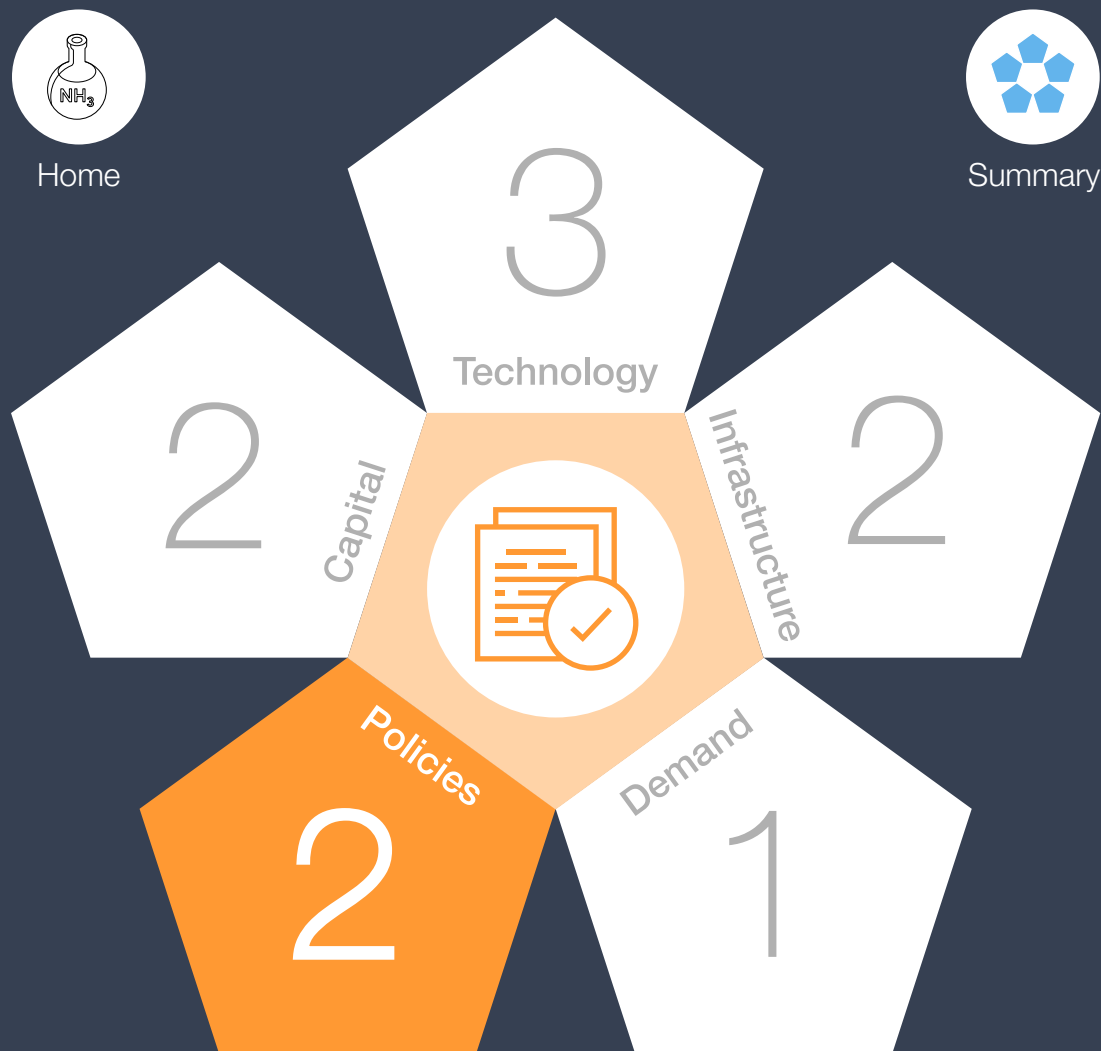 NH₃
Home
Summary
3
Technology
2
Capital
2
Infrastructure
Policies
2
Demand
1